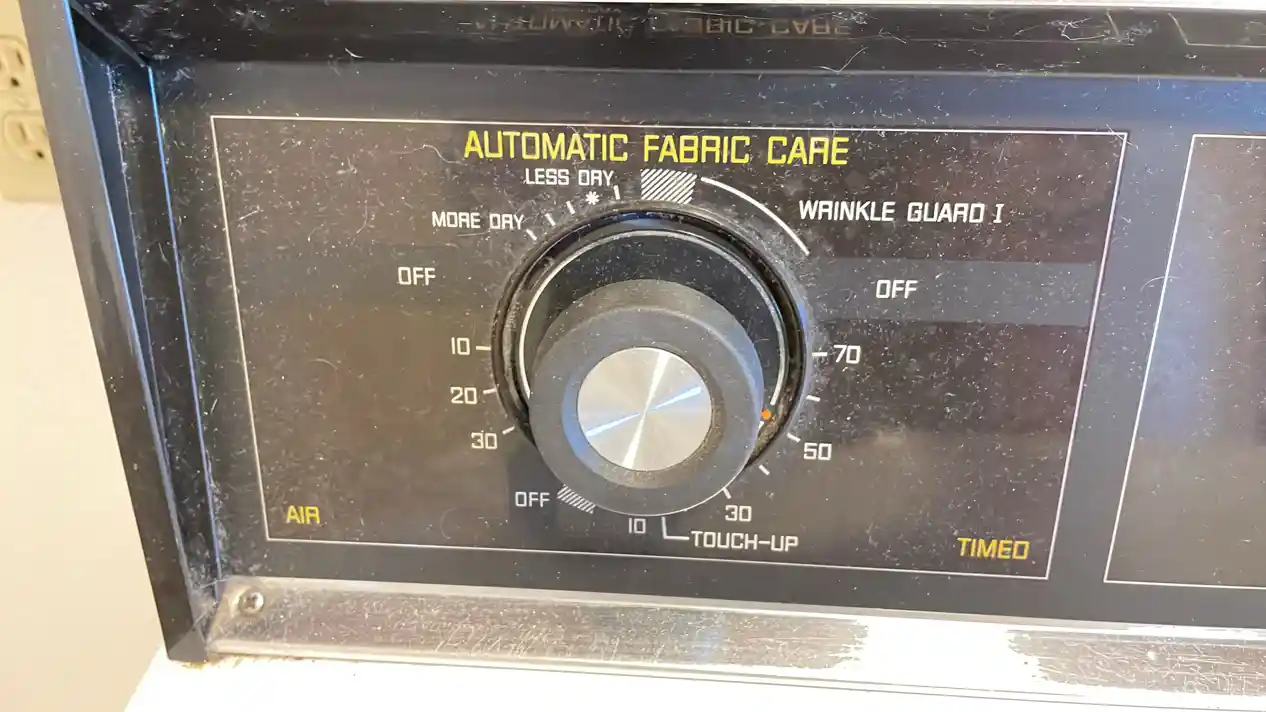 AUTOMATIC FABRIC CARE
LESS DRY
MORE DRY
WRINKLE GUARD I
OFF
OFF
10
70
20
30
50
OFF
10
30
AIR
TOUCH-UP
TIMED